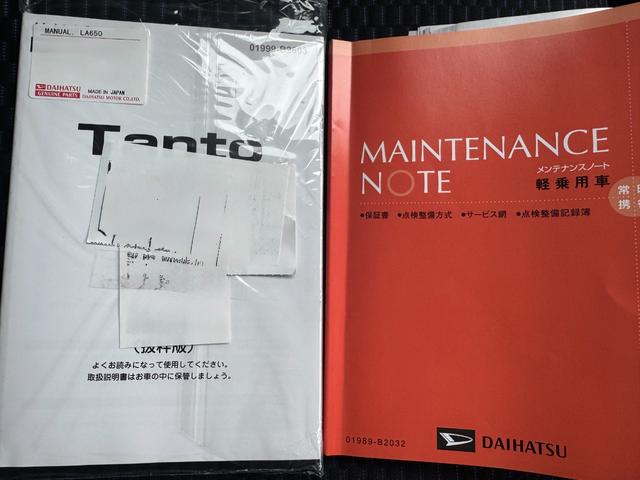 MANUAL, LA650
DAIHATSU
GENUINE PARTS
MADE IN JAPAN
DAIHATSU MOTOR CO.,LTD.
01999-B2603
Tanto
(抜粋版)
よくお読みになって使用してください。
取扱説明書はお車の中に保管しましょう。
MAINTENANCE
NOTE
メンテナンスノート
軽乗用車
•保証書 •点検整備方式 •サービス網 •点検整備記録簿
常
携
01989-B2032
DAIHATSU